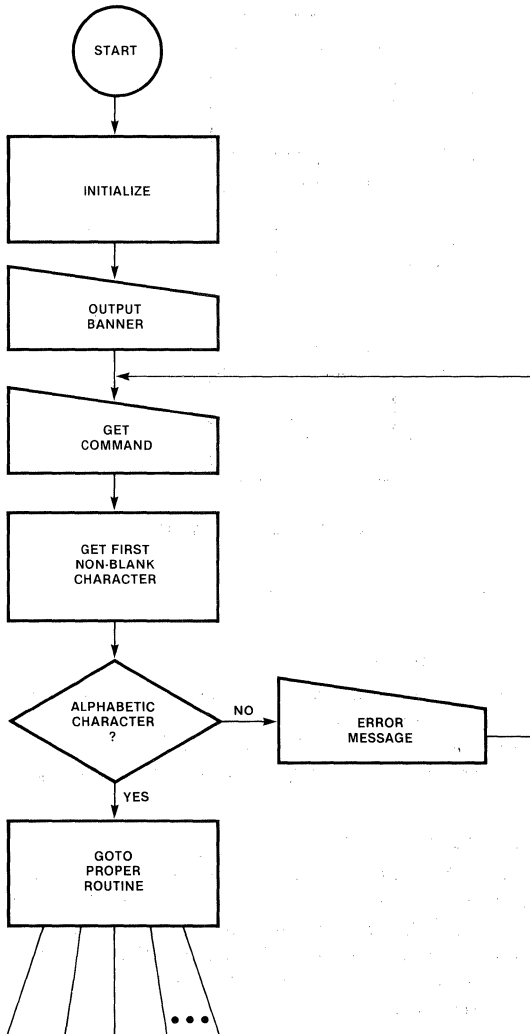 START
INITIALIZE
OUTPUT
BANNER
GET
COMMAND
GET FIRST
NON-BLANK
CHARACTER
ALPHABETIC
CHARACTER
?
NO
ERROR
MESSAGE
YES
GOTO
PROPER
ROUTINE
•••